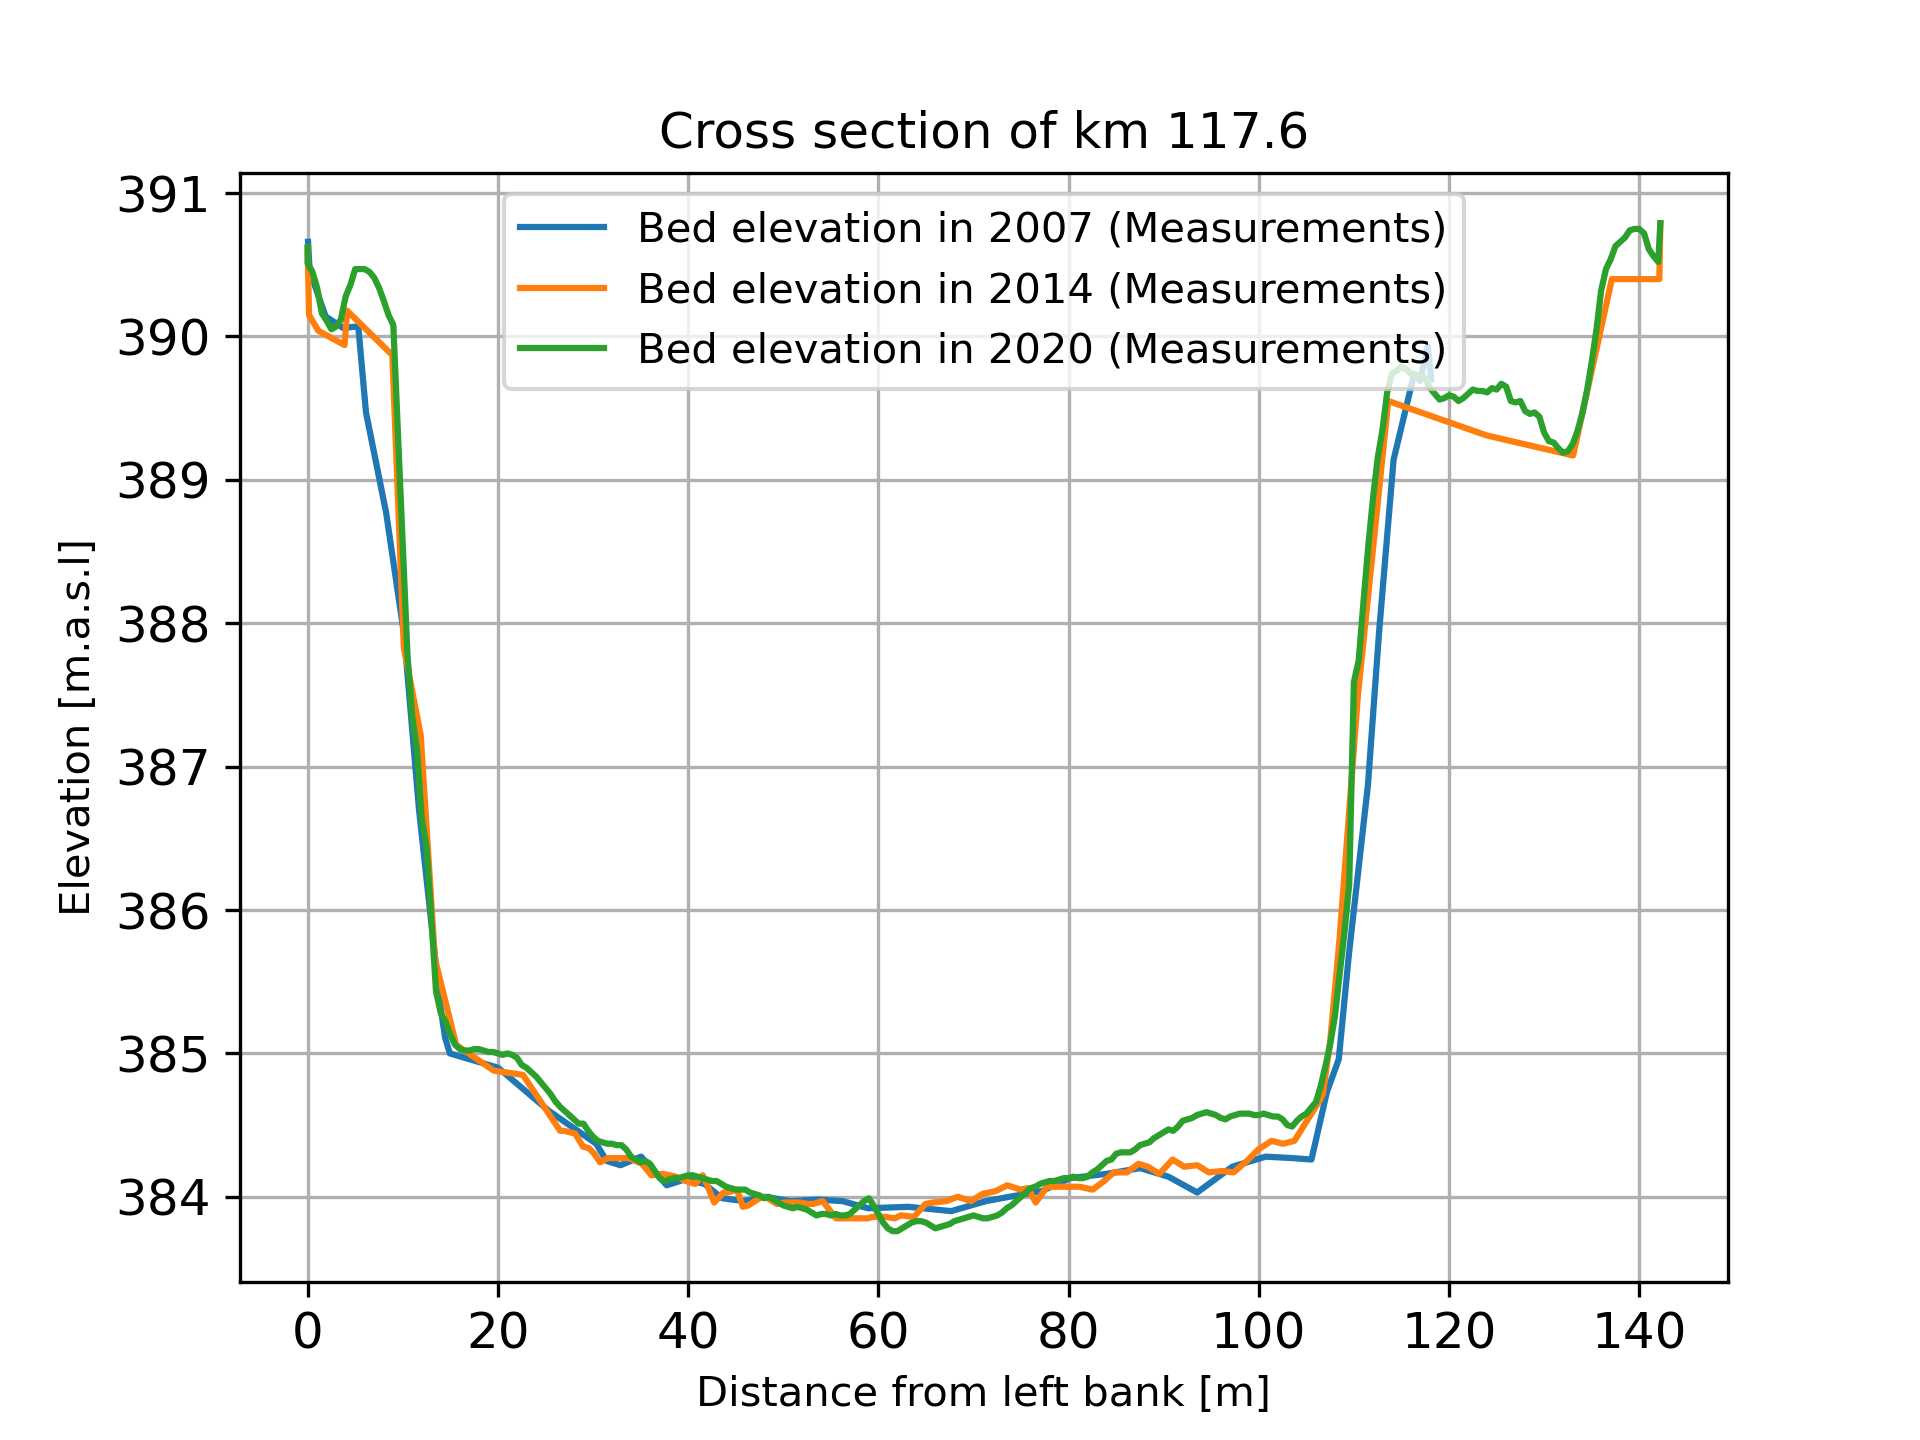 Cross section of km 117.6
Bed elevation in 2007 (Measurements)
Bed elevation in 2014 (Measurements)
Bed elevation in 2020 (Measurements)
391
390
389
388
387
386
385
384
Elevation [m.a.s.l]
0 20 40 60 80 100 120 140
Distance from left bank [m]